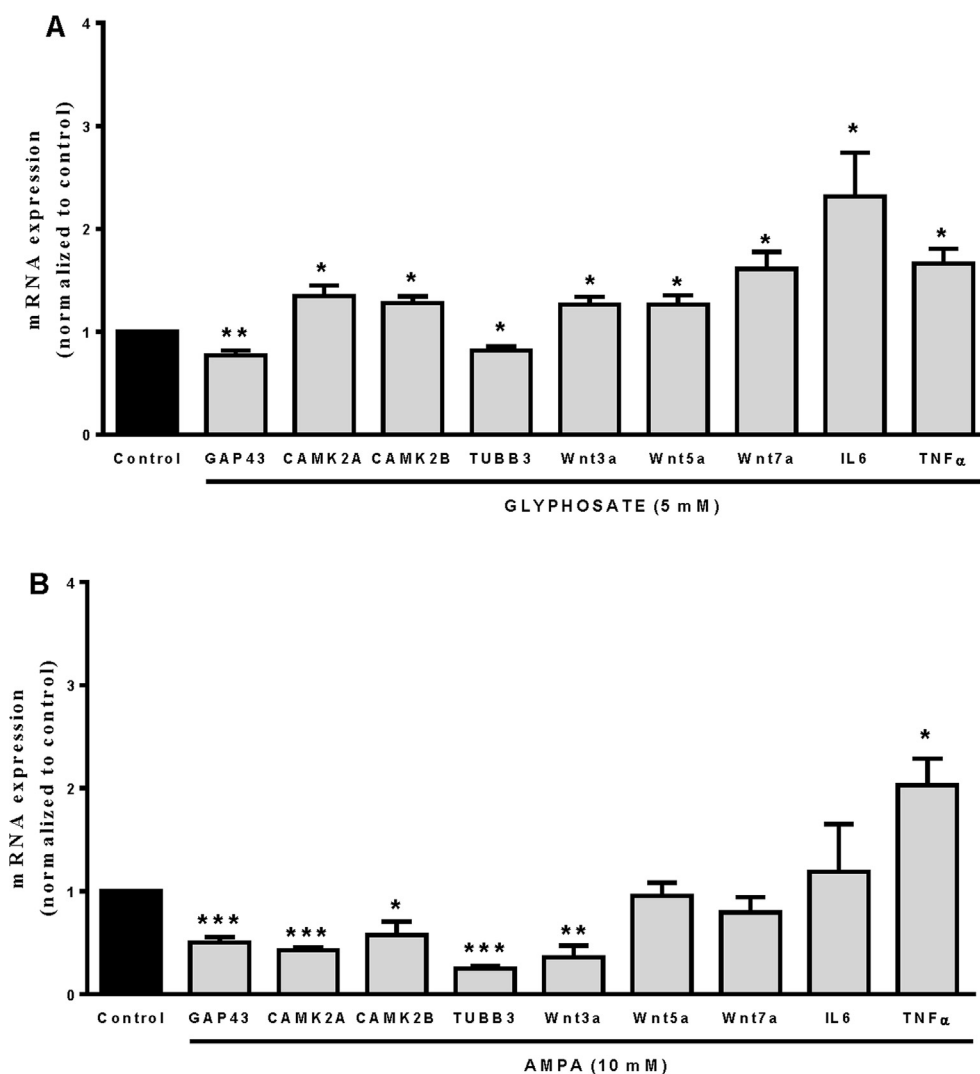 A
mRNA expression
(normalized to control)
4
3
2
1
0
*
*
*
*
*
*
*
*
**
Control GAP43 CAMK2A CAMK2B TUBB3 Wnt3a Wnt5a Wnt7a IL6 TNFα
GLYPHOSATE (5 mM)
B
mRNA expression
(normalized to control)
4
3
2
1
0
*
***
***
*
***
**
Control GAP43 CAMK2A CAMK2B TUBB3 Wnt3a Wnt5a Wnt7a IL6 TNFα
AMPA (10 mM)